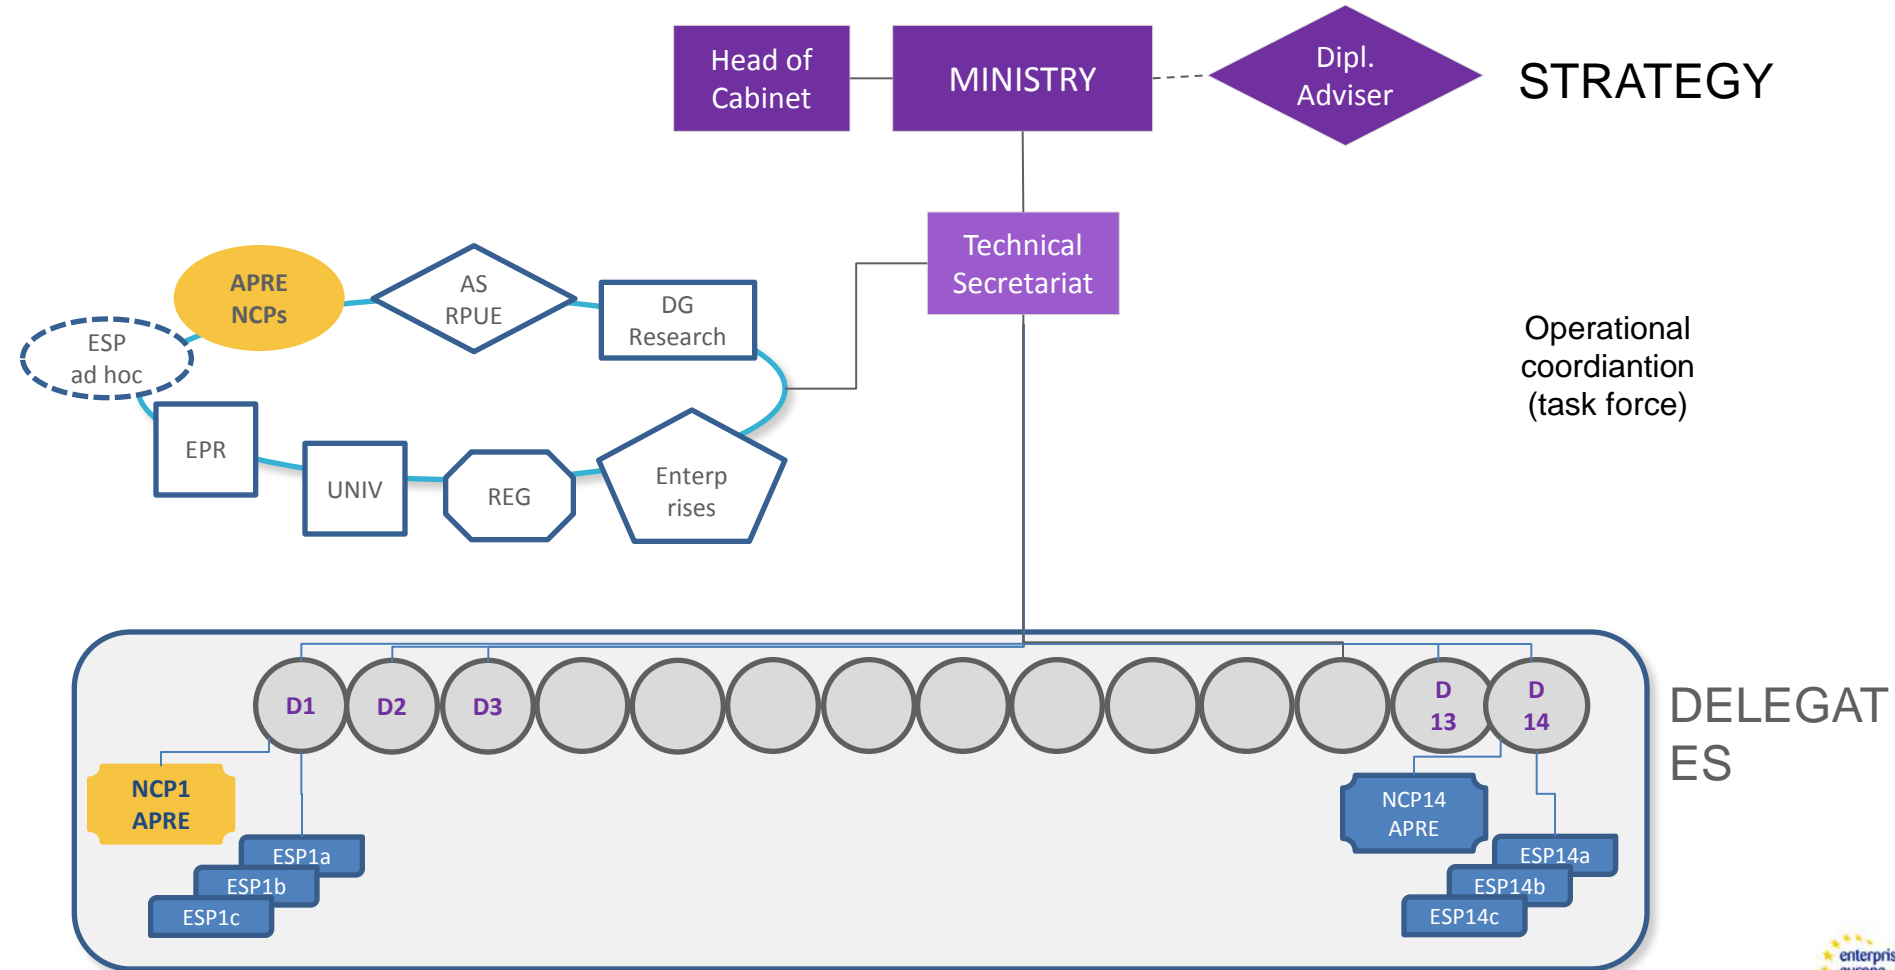 Head of
Cabinet
MINISTRY
Dipl.
Adviser
STRATEGY
Technical
Secretariat
APRE
NCPs
AS
RPUE
DG
Research
ESP
ad hoc
EPR
UNIV
REG
Enterp
rises
Operational
coordiantion
(task force)
D1
D2
D3
D
13
D
14
DELEGAT
ES
NCP1
APRE
ESP1a
ESP1b
ESP1c
NCP14
APRE
ESP14a
ESP14b
ESP14c